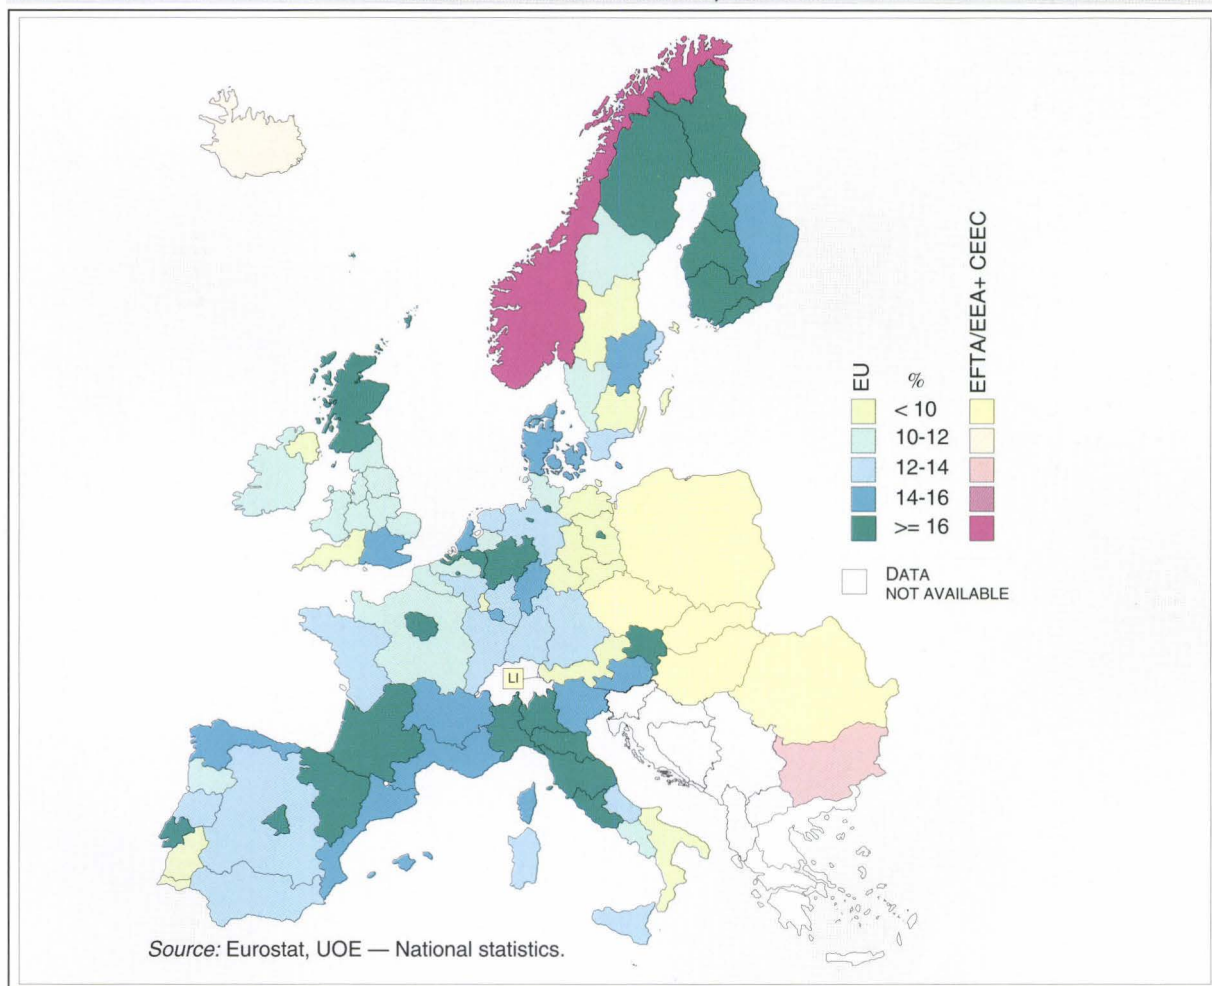 EU
%
EFTA/EEA+ CEEC
< 10
10-12
12-14
14-16
>= 16
DATA
NOT AVAILABLE
LI
Source: Eurostat, UOE — National statistics.